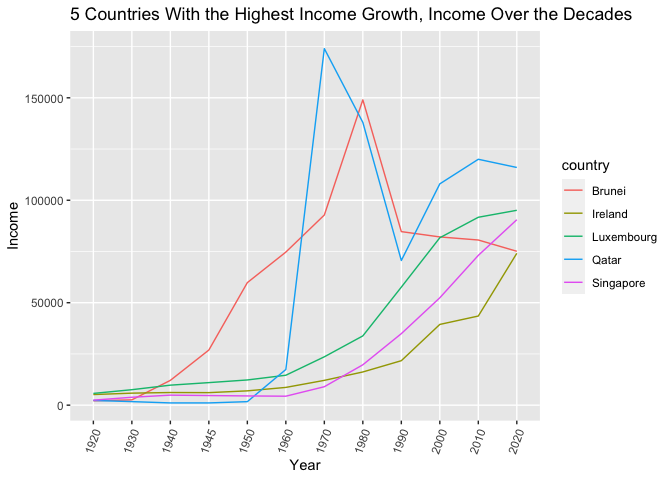 5 Countries With the Highest Income Growth, Income Over the Decades
150000
100000
50000
0
Income
1920 1930 1940 1945 1950 1960 1970 1980 1990 2000 2010 2020
Year
country
Brunei
Ireland
Luxembourg
Qatar
Singapore